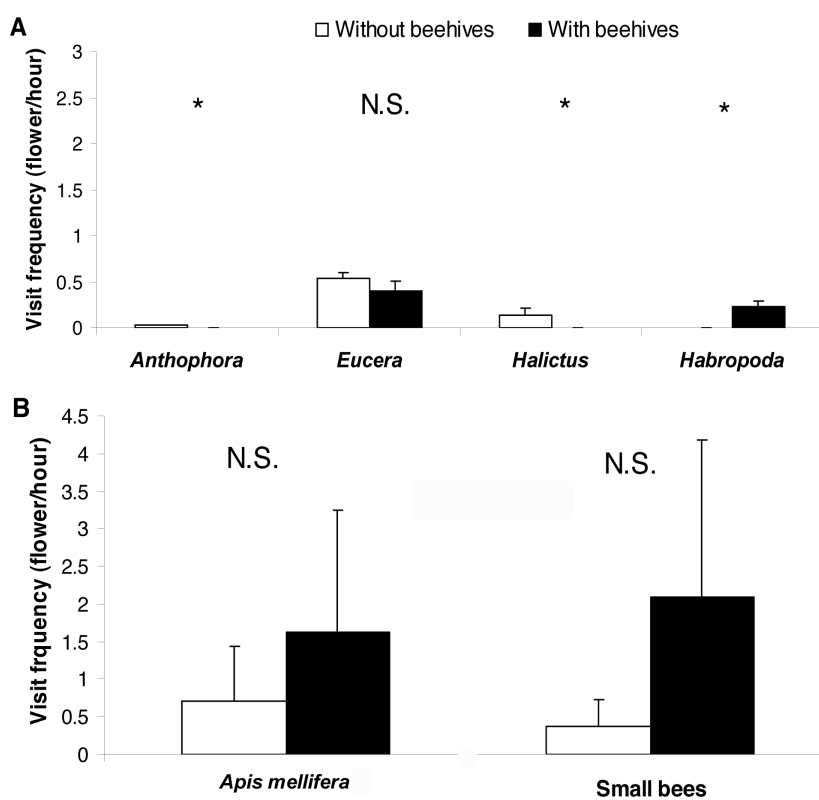 A
Without beehives
With beehives
Visit frequency (flower/hour)
3
2.5
2
1.5
1
0.5
0
*
N.S.
*
*
Anthophora
Eucera
Halictus
Habropoda
B
Visit frquency (flower/hour)
4.5
4
3.5
3
2.5
2
1.5
1
0.5
0
N.S.
N.S.
Apis mellifera
Small bees